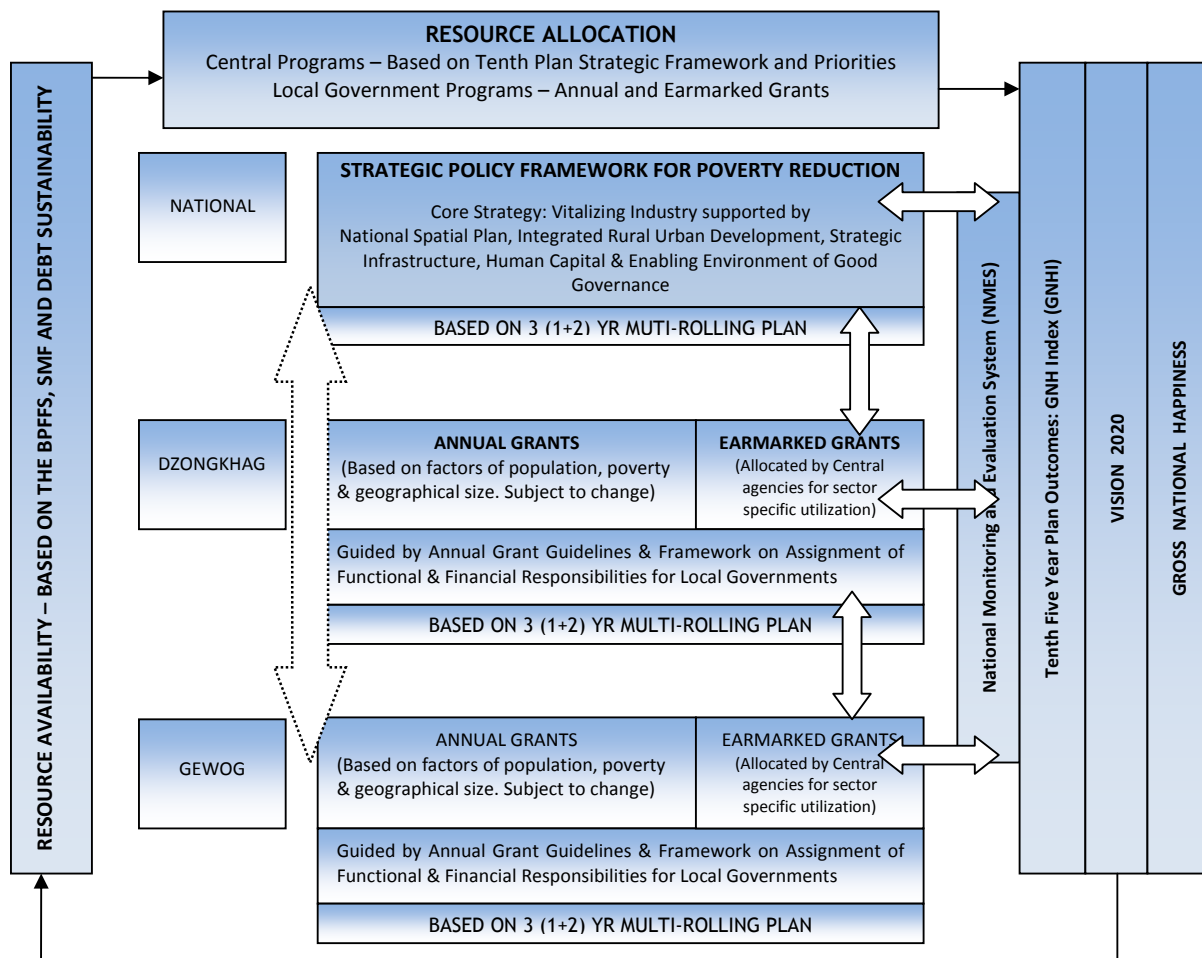 RESOURCE ALLOCATION
Central Programs – Based on Tenth Plan Strategic Framework and Priorities
Local Government Programs – Annual and Earmarked Grants
RESOURCE AVAILABILITY – BASED ON THE BPFFS, SMF AND DEBT SUSTAINABILITY
NATIONAL
STRATEGIC POLICY FRAMEWORK FOR POVERTY REDUCTION
Core Strategy: Vitalizing Industry supported by
National Spatial Plan, Integrated Rural Urban Development, Strategic
Infrastructure, Human Capital & Enabling Environment of Good
Governance
BASED ON 3 (1+2) YR MUTI-ROLLING PLAN
DZONGKHAG
ANNUAL GRANTS
(Based on factors of population, poverty
& geographical size. Subject to change)
EARMARKED GRANTS
(Allocated by Central
agencies for sector
specific utilization)
Guided by Annual Grant Guidelines & Framework on Assignment of
Functional & Financial Responsibilities for Local Governments
BASED ON 3 (1+2) YR MULTI-ROLLING PLAN
GEWOG
ANNUAL GRANTS
(Based on factors of population, poverty
& geographical size. Subject to change)
EARMARKED GRANTS
(Allocated by Central
agencies for sector
specific utilization)
Guided by Annual Grant Guidelines & Framework on Assignment of
Functional & Financial Responsibilities for Local Governments
BASED ON 3 (1+2) YR MULTI-ROLLING PLAN
National Monitoring and Evaluation System (NMES)
Tenth Five Year Plan Outcomes: GNH Index (GNHI)
VISION 2020
GROSS NATIONAL HAPPINESS